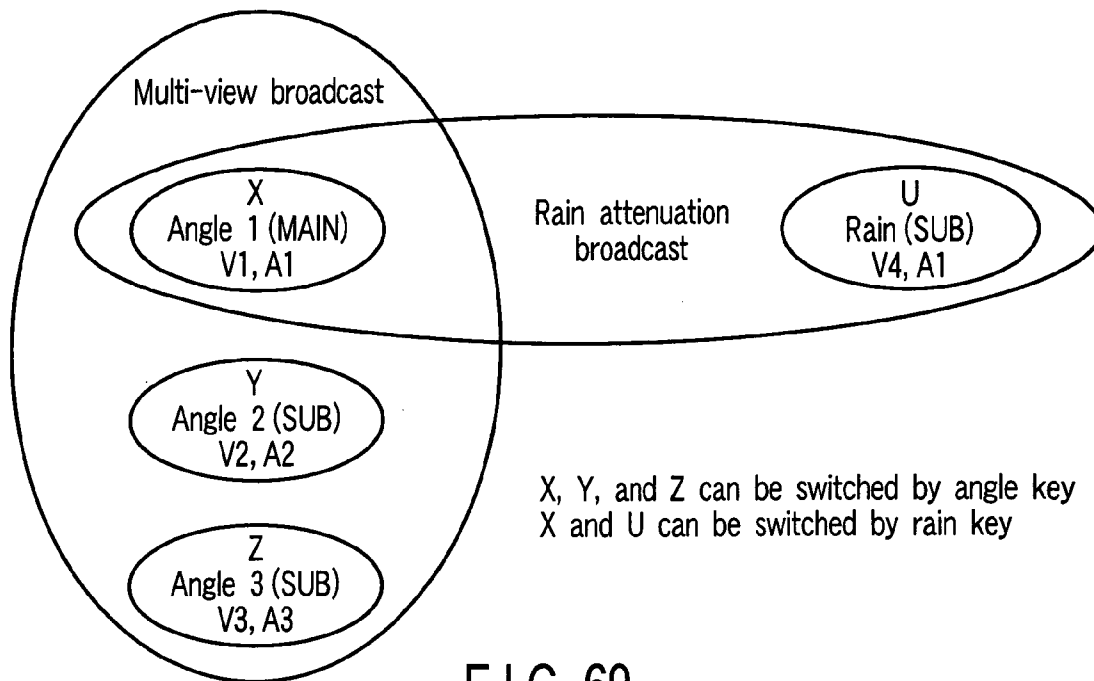 Multi-view broadcast
X
Angle 1 (MAIN)
V1, A1
Rain attenuation
broadcast
U
Rain (SUB)
V4, A1
Y
Angle 2 (SUB)
V2, A2
Z
Angle 3 (SUB)
V3, A3
X, Y, and Z can be switched by angle key
X and U can be switched by rain key